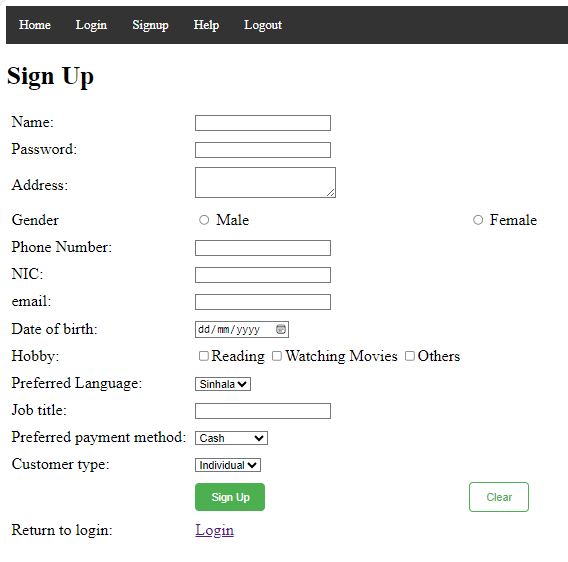 Home Login Signup Help Logout
Sign Up
Name:
Password:
Address:
Gender Male Female
Phone Number:
NIC:
email:
Date of birth: dd/mm/yyyy
Hobby: Reading Watching Movies Others
Preferred Language: Sinhala
Job title:
Preferred payment method: Cash
Customer type: Individual
Sign Up Clear
Return to login: Login